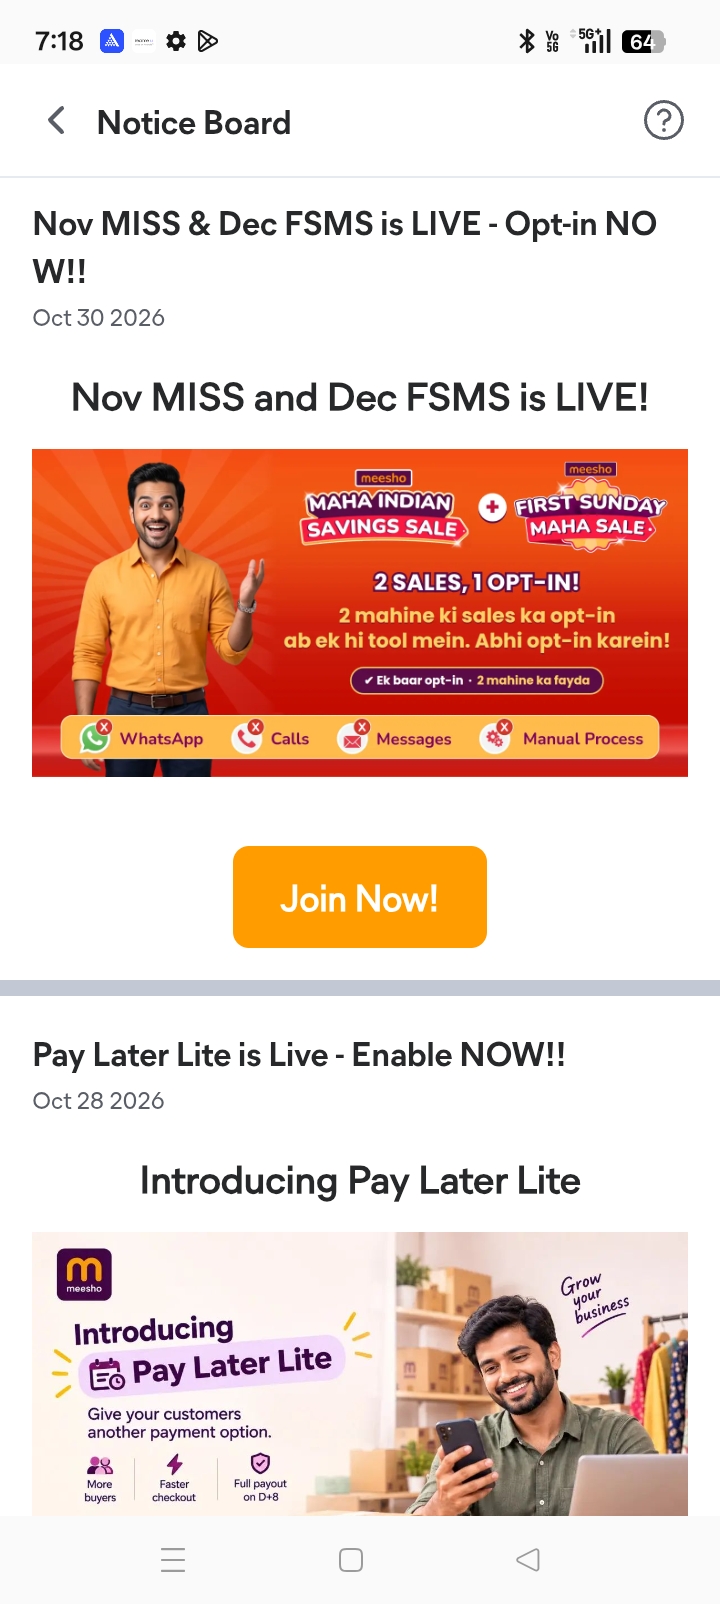 7:18
Vo 5G
5G+
64
Notice Board
Nov MISS & Dec FSMS is LIVE - Opt-in NO
W!!
Oct 30 2026
Nov MISS and Dec FSMS is LIVE!
meesho
MAHA INDIAN
SAVINGS SALE
meesho
FIRST SUNDAY
MAHA SALE
2 SALES, 1 OPT-IN!
2 mahine ki sales ka opt-in
ab ek hi tool mein. Abhi opt-in karein!
✔ Ek baar opt-in · 2 mahine ka fayda
WhatsApp
Calls
Messages
Manual Process
Join Now!
Pay Later Lite is Live - Enable NOW!!
Oct 28 2026
Introducing Pay Later Lite
meesho
Introducing
Pay Later Lite
Give your customers
another payment option.
More
buyers
Faster
checkout
Full payout
on D+8
Grow
your
business